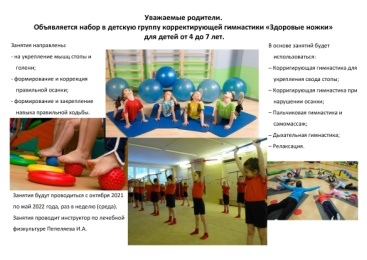 Уважаемые родители.
Объявляется набор в детскую группу корректирующей гимнастики «Здоровые ножки»
для детей от 4 до 7 лет.
Занятия направлены:
- на укрепление мышц стопы и
голени;
- формирование и коррекция
правильной осанки;
- формирование и закрепление
навыка правильной ходьбы.
В основе занятий будет
использоваться:
– Корригирующая гимнастика для
укрепления свода стопы;
– Корригирующая гимнастика при
нарушении осанки;
– Пальчиковая гимнастика и
самомассаж;
– Дыхательная гимнастика;
– Релаксация.
Занятия будут проводиться с октября 2021
по май 2022 года, раз в неделю (среда).
Занятия проводит инструктор по лечебной
физкультуре Пепеляева И.А.